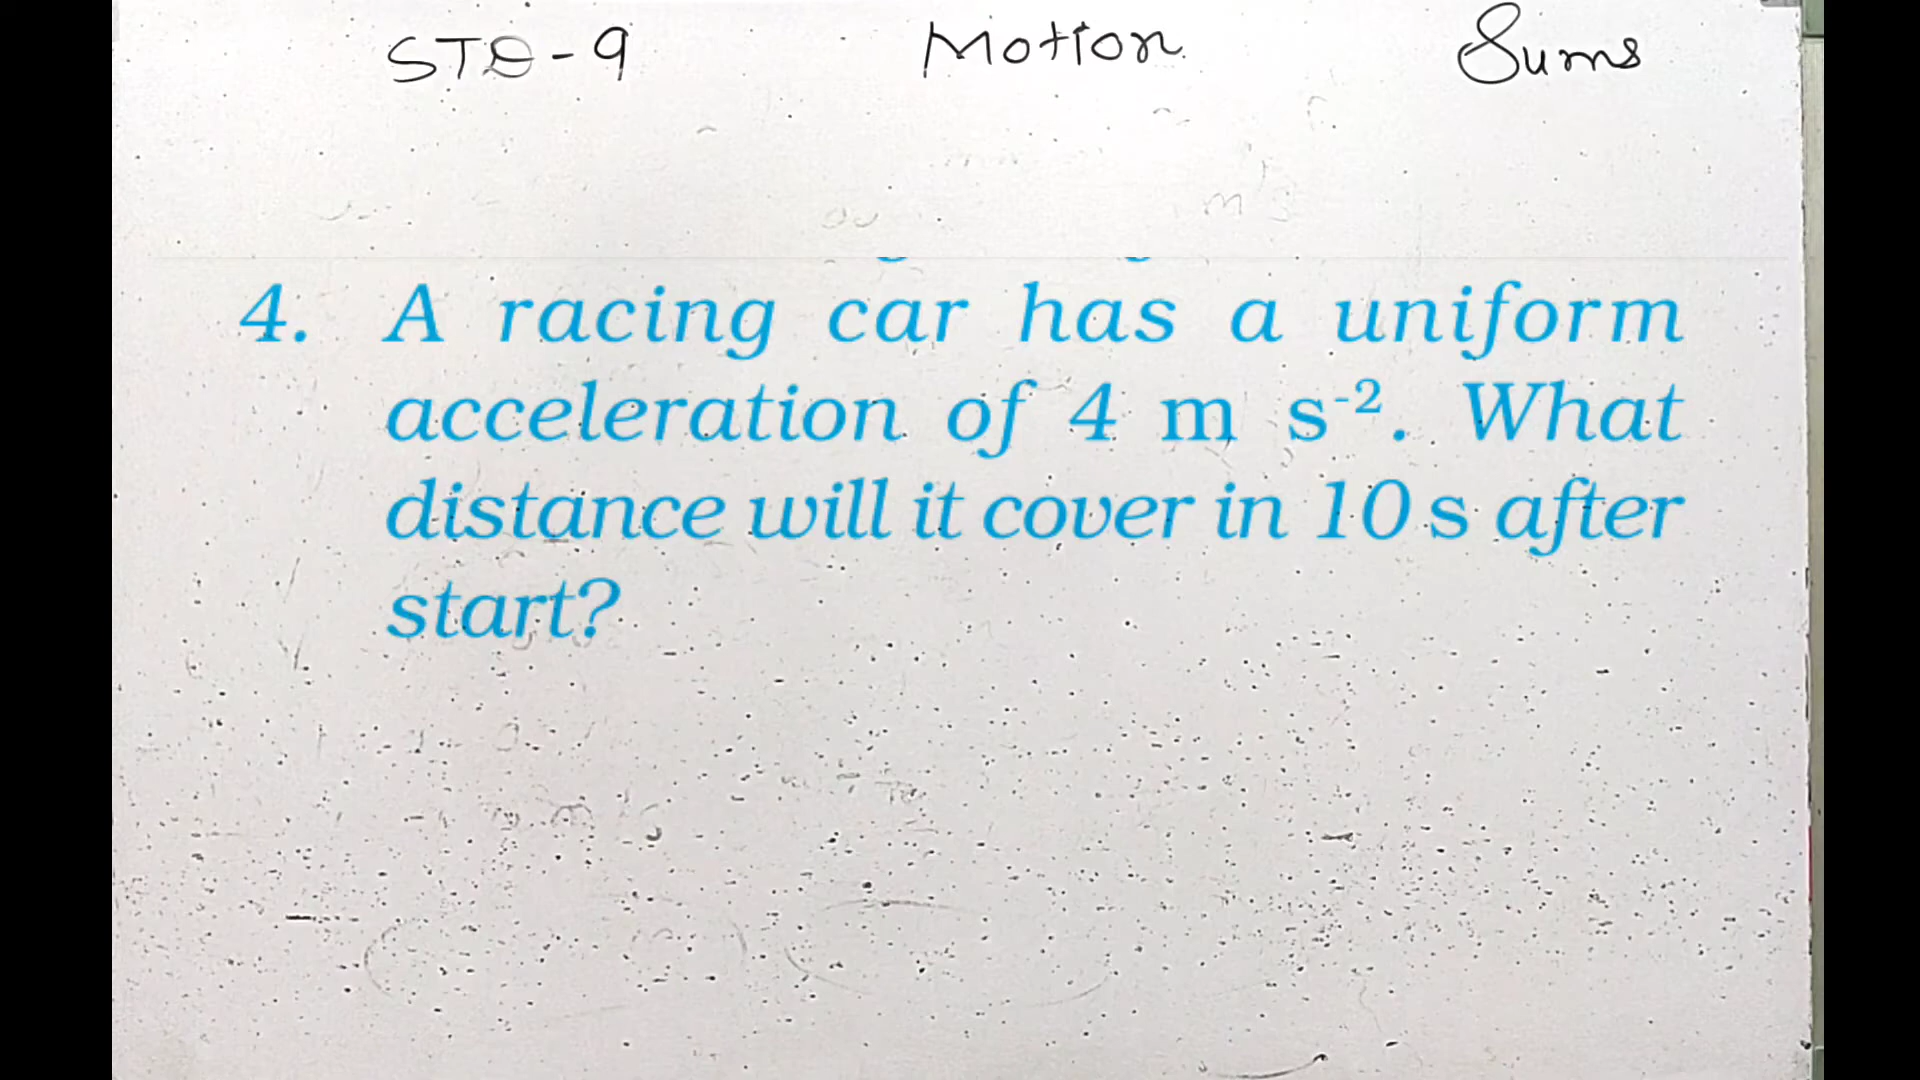 STD-9 Motion Sums
4. A racing car has a uniform
acceleration of 4 m s⁻². What
distance will it cover in 10 s after
start?